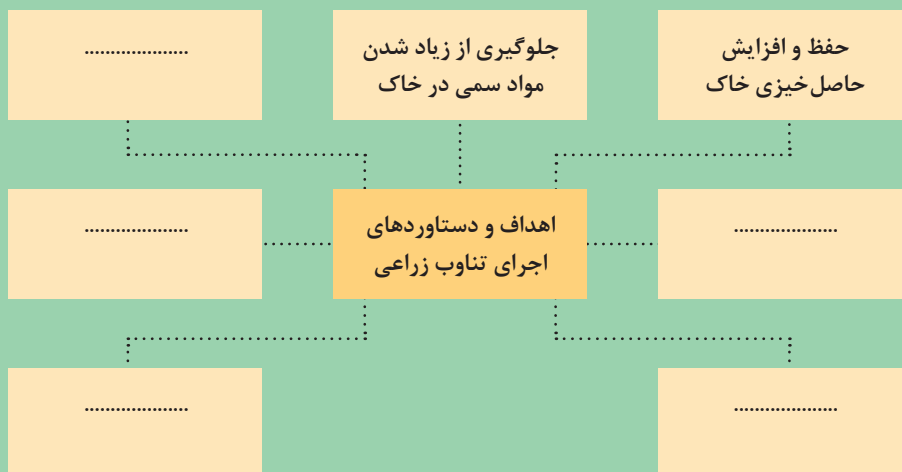 حفظ و افزایش
حاصل‌خیزی خاک
جلوگیری از زیاد شدن
مواد سمی در خاک
....................
....................
اهداف و دستاوردهای
اجرای تناوب زراعی
....................
....................
....................